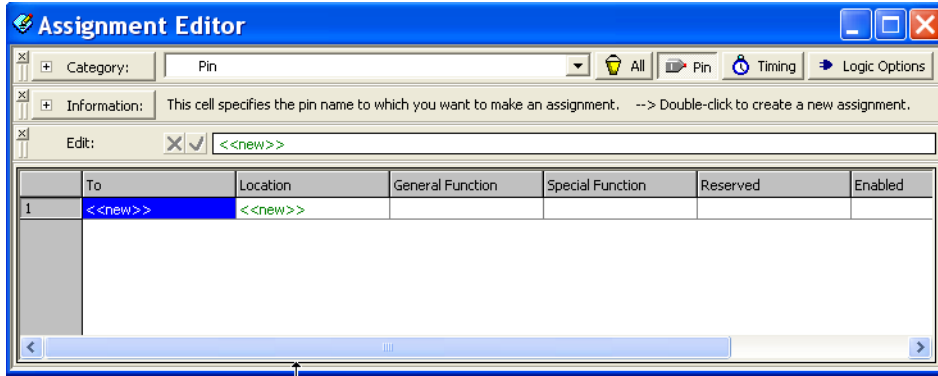 Assignment Editor
Category: Pin All Pin Timing Logic Options
Information: This cell specifies the pin name to which you want to make an assignment. --> Double-click to create a new assignment.
Edit: <<new>>
To Location General Function Special Function Reserved Enabled
1 <<new>> <<new>>